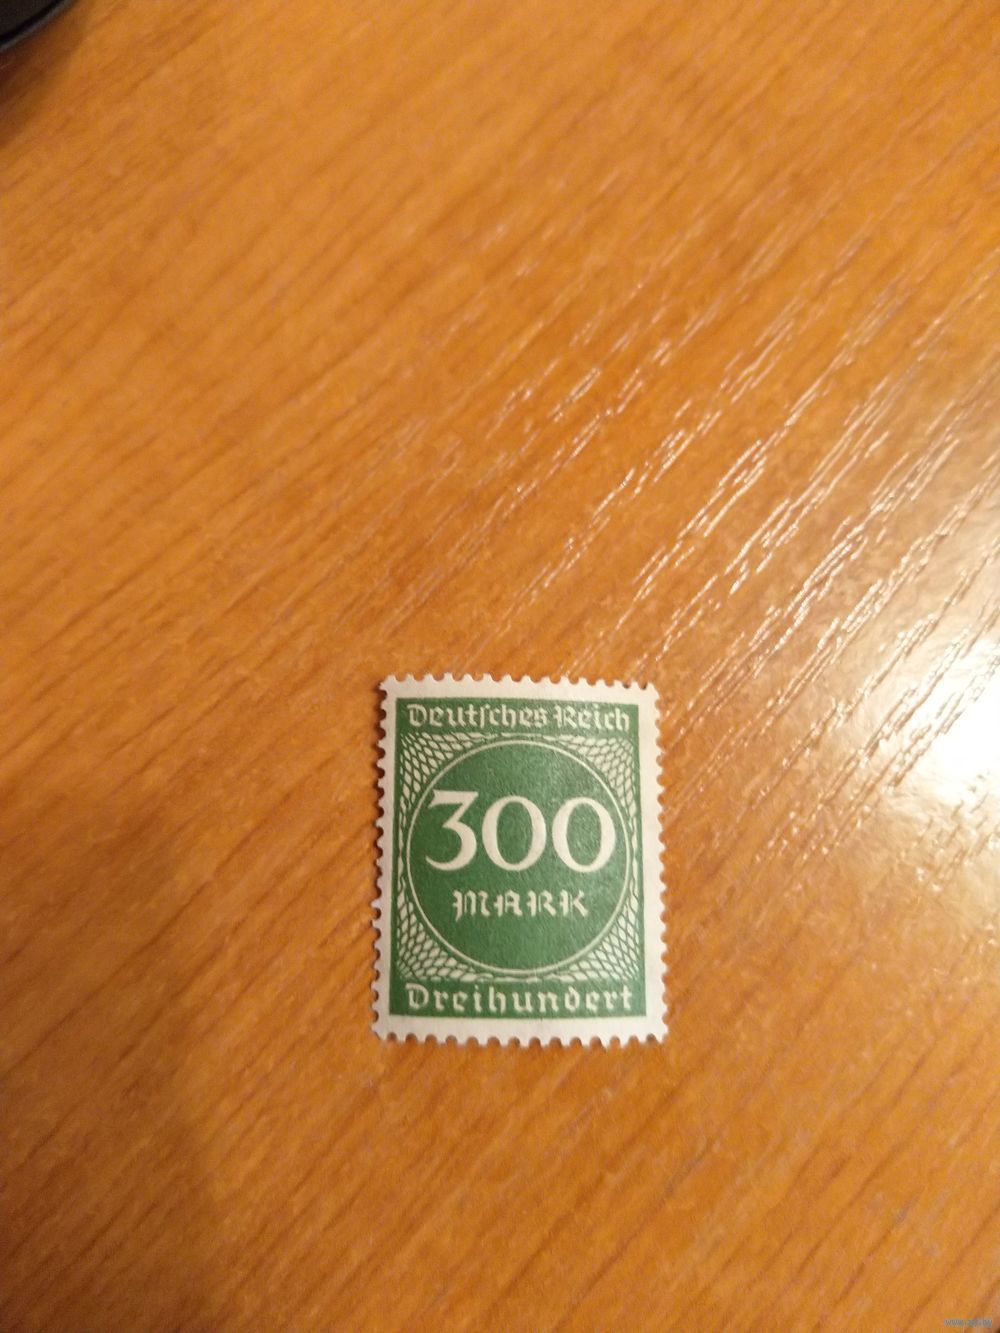 Deutſches Reich
300
MARK
Dreihundert